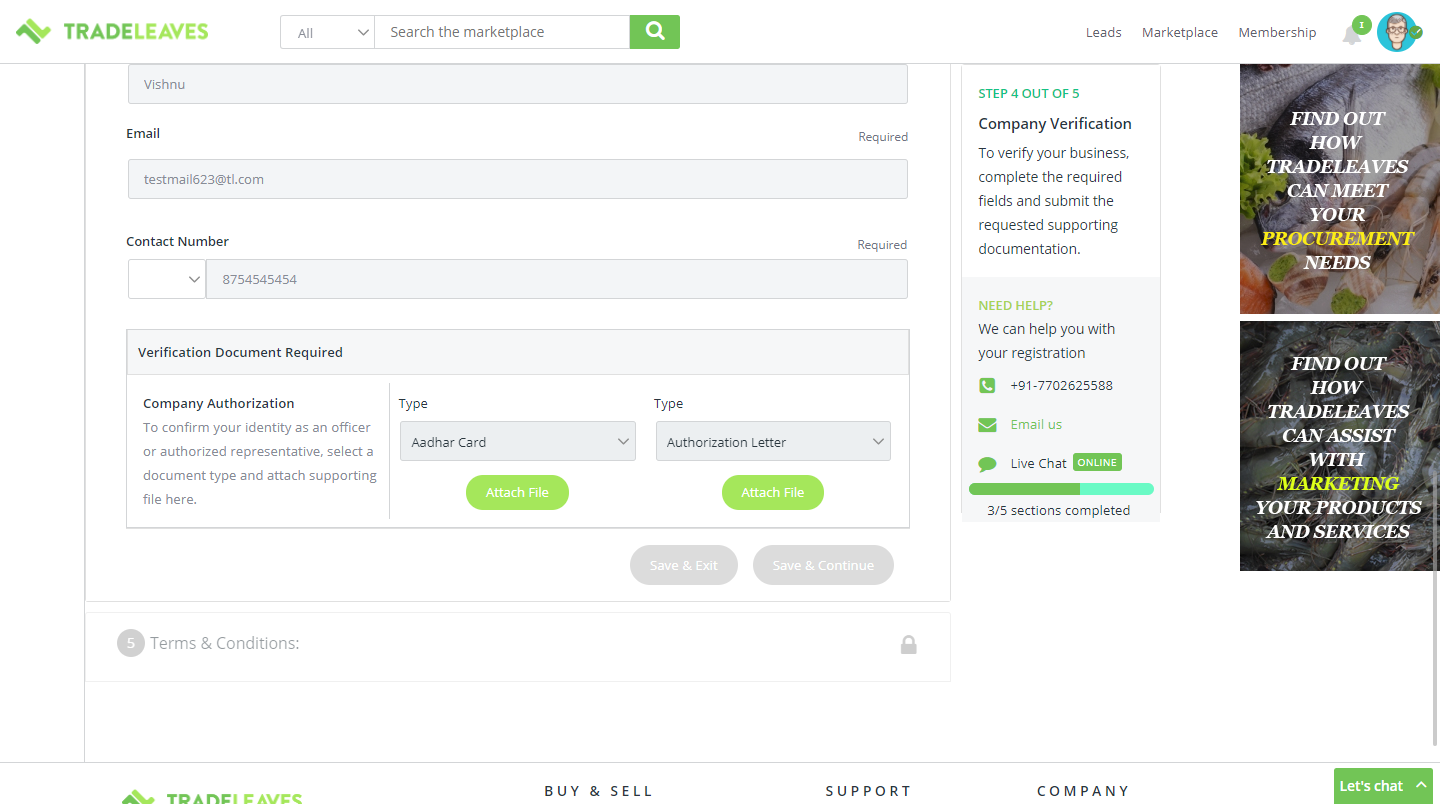 TRADELEAVES
All
Search the marketplace
Leads
Marketplace
Membership
1
Vishnu
Email
Required
testmail623@tl.com
Contact Number
Required
8754545454
Verification Document Required
Company Authorization
To confirm your identity as an officer
or authorized representative, select a
document type and attach supporting
file here.
Type
Aadhar Card
Attach File
Type
Authorization Letter
Attach File
Save & Exit
Save & Continue
5 Terms & Conditions:
STEP 4 OUT OF 5
Company Verification
To verify your business,
complete the required
fields and submit the
requested supporting
documentation.
NEED HELP?
We can help you with
your registration
+91-7702625588
Email us
Live Chat ONLINE
3/5 sections completed
FIND OUT
HOW
TRADELEAVES
CAN MEET
YOUR
PROCUREMENT
NEEDS
FIND OUT
HOW
TRADELEAVES
CAN ASSIST
WITH
MARKETING
YOUR PRODUCTS
AND SERVICES
TRADELEAVES
BUY & SELL
SUPPORT
COMPANY
Let's chat